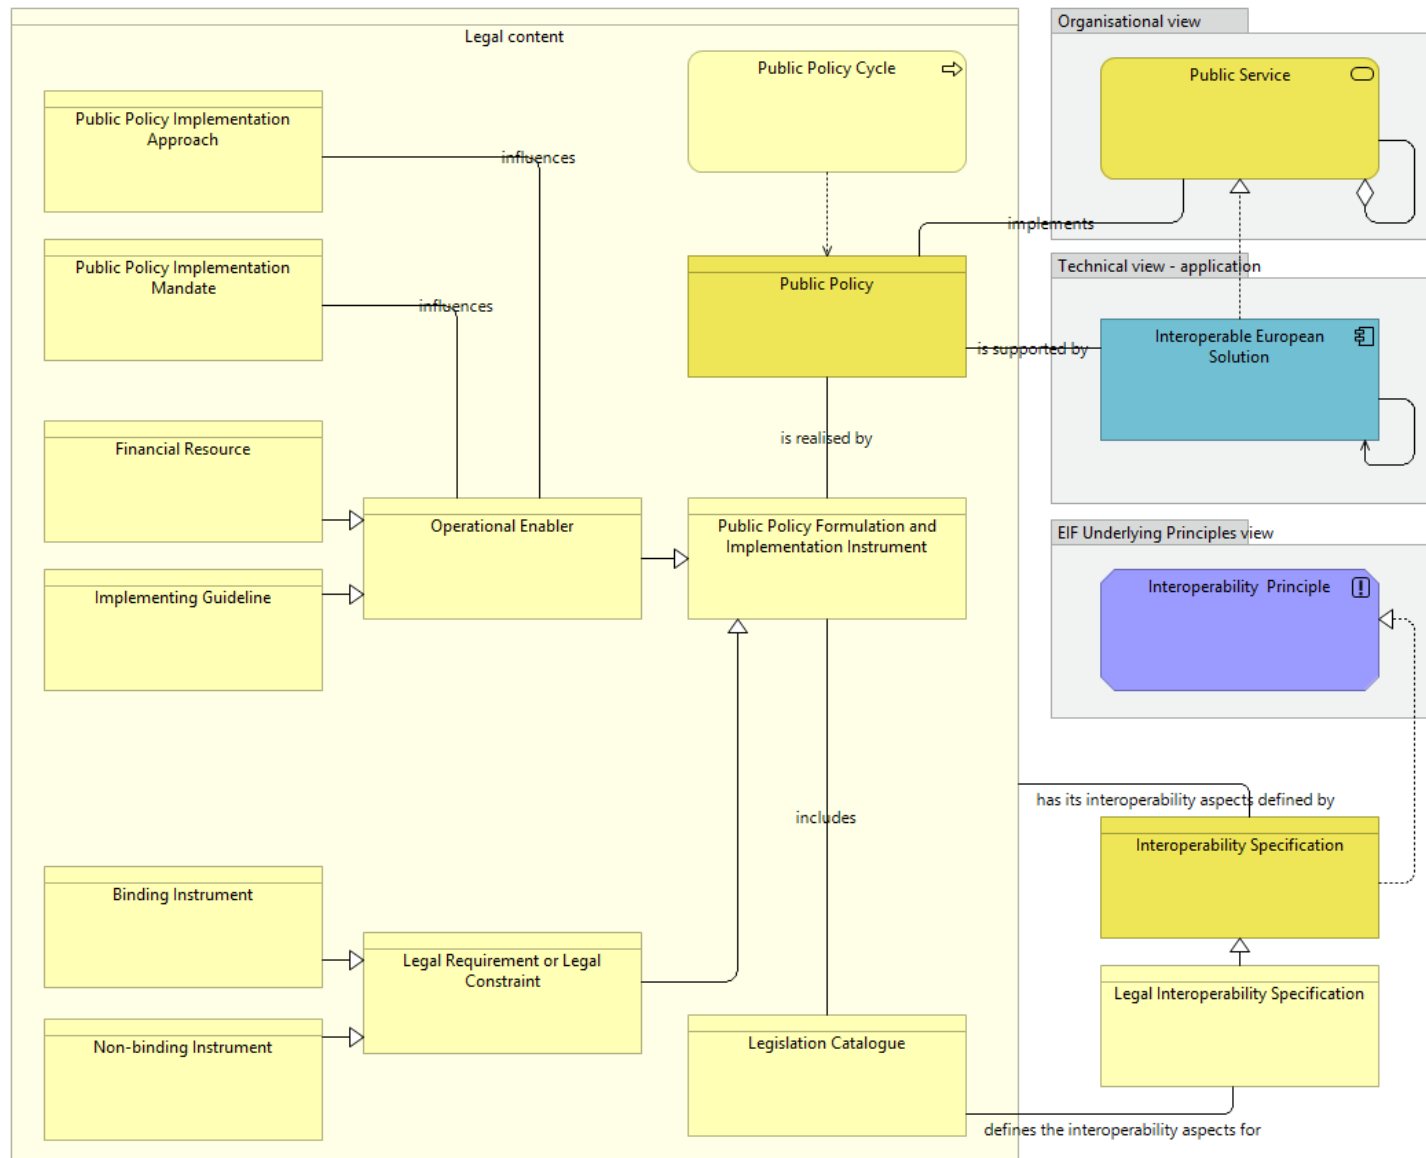 Legal content
Public Policy Cycle
Public Policy Implementation
Approach
influences
Public Policy Implementation
Mandate
influences
Public Policy
Financial Resource
is realised by
Operational Enabler
Public Policy Formulation and
Implementation Instrument
Implementing Guideline
includes
Binding Instrument
Legal Requirement or Legal
Constraint
Non-binding Instrument
Legislation Catalogue
Organisational view
Public Service
implements
Technical view - application
Interoperable European
Solution
is supported by
EIF Underlying Principles view
Interoperability Principle
has its interoperability aspects defined by
Interoperability Specification
Legal Interoperability Specification
defines the interoperability aspects for